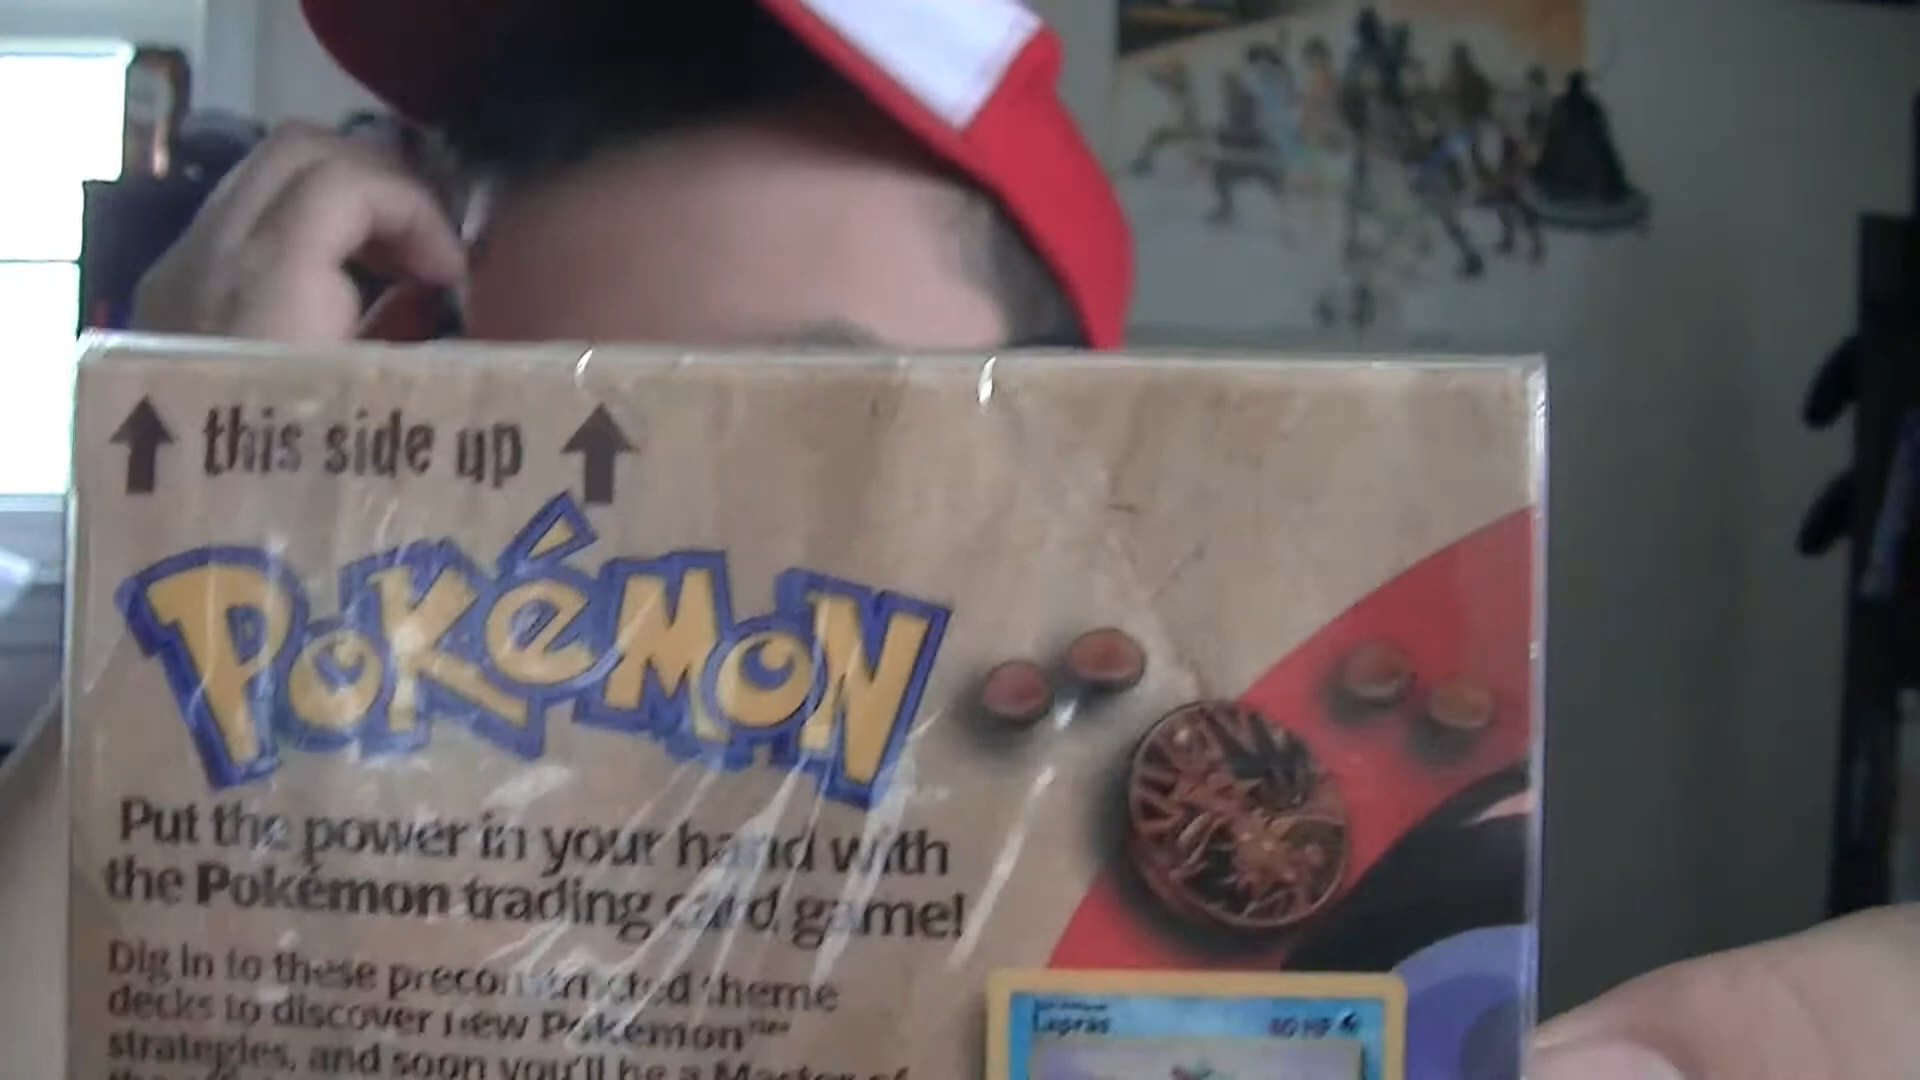 this side up
POKéMON
Put the power in your hand with
the Pokémon trading card game!
Dig in to these preconstructed theme
decks to discover new Pokémon™
strategies, and soon you'll be a Master of
Lapras 80 HP